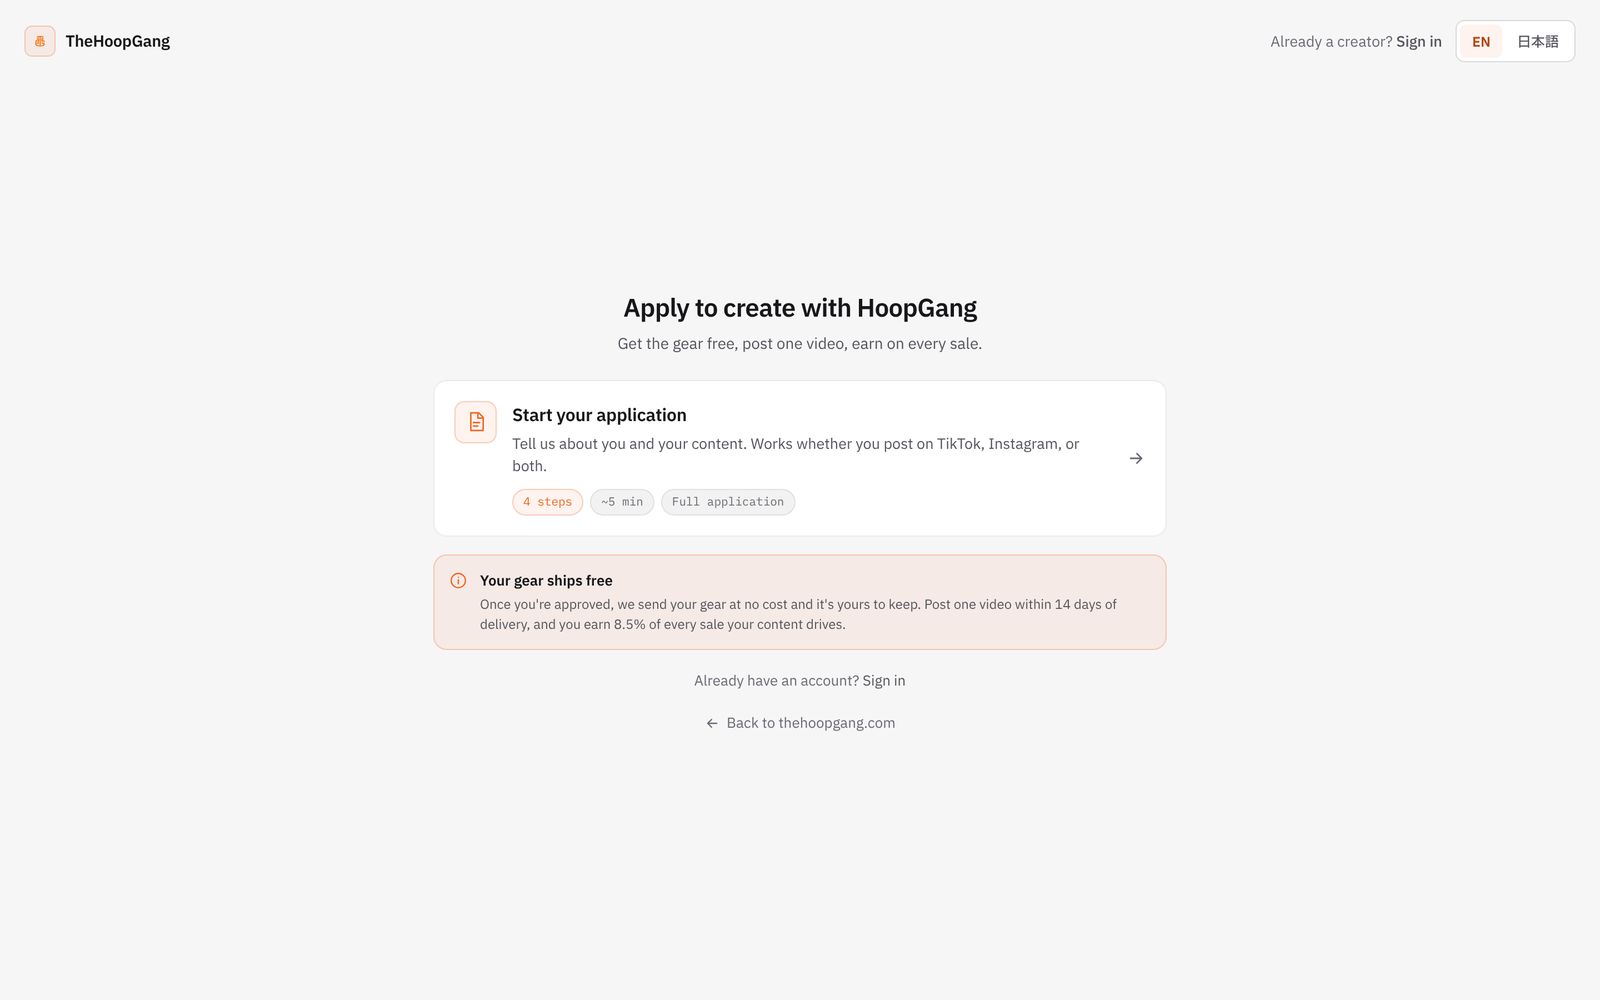 TheHoopGang
Already a creator? Sign in
EN
日本語
Apply to create with HoopGang
Get the gear free, post one video, earn on every sale.
Start your application
Tell us about you and your content. Works whether you post on TikTok, Instagram, or
both.
4 steps
~5 min
Full application
Your gear ships free
Once you're approved, we send your gear at no cost and it's yours to keep. Post one video within 14 days of
delivery, and you earn 8.5% of every sale your content drives.
Already have an account? Sign in
← Back to thehoopgang.com